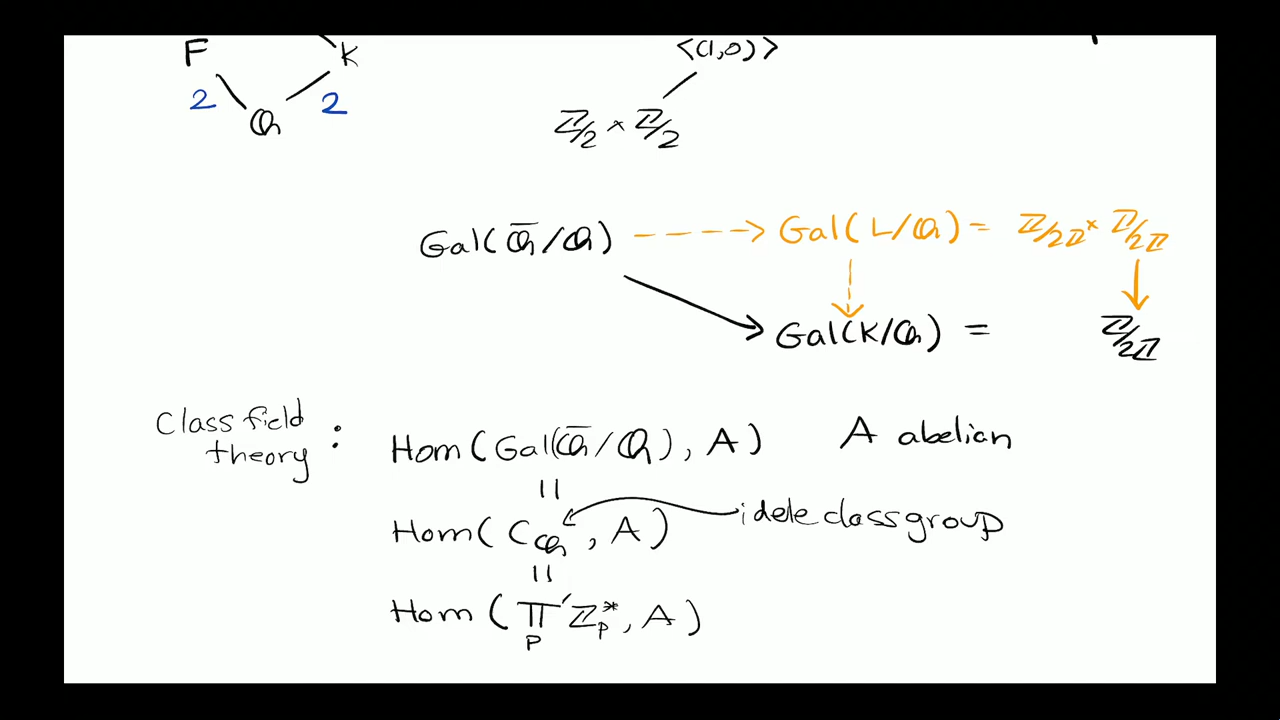 F K <(1,0)>
2 2
ℚ ℤ/2 × ℤ/2
Gal(ℚ̄/ℚ) ----> Gal(L/ℚ) = ℤ/2ℤ × ℤ/2ℤ
Gal(K/ℚ) = ℤ/2ℤ
Class field theory : Hom(Gal(ℚ̄/ℚ), A) A abelian
||
Hom(C_ℚ, A) idele class group
||
Hom(∏'_p ℤ_p^*, A)